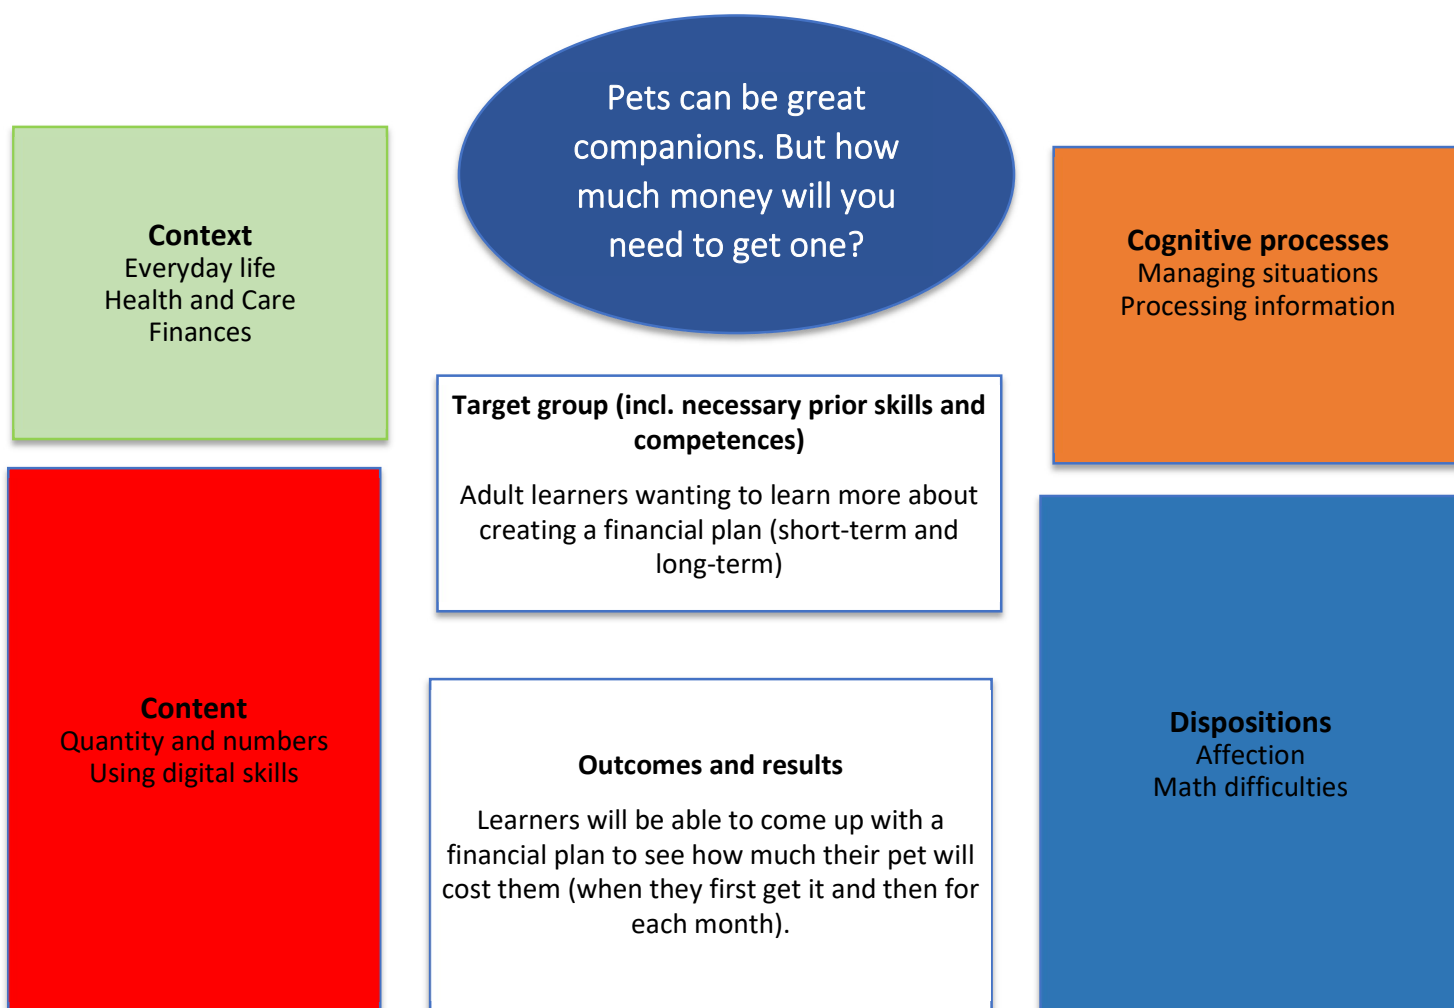 Pets can be great
companions. But how
much money will you
need to get one?
Context
Everyday life
Health and Care
Finances
Cognitive processes
Managing situations
Processing information
Target group (incl. necessary prior skills and
competences)
Adult learners wanting to learn more about
creating a financial plan (short-term and
long-term)
Content
Quantity and numbers
Using digital skills
Outcomes and results
Learners will be able to come up with a
financial plan to see how much their pet will
cost them (when they first get it and then for
each month).
Dispositions
Affection
Math difficulties